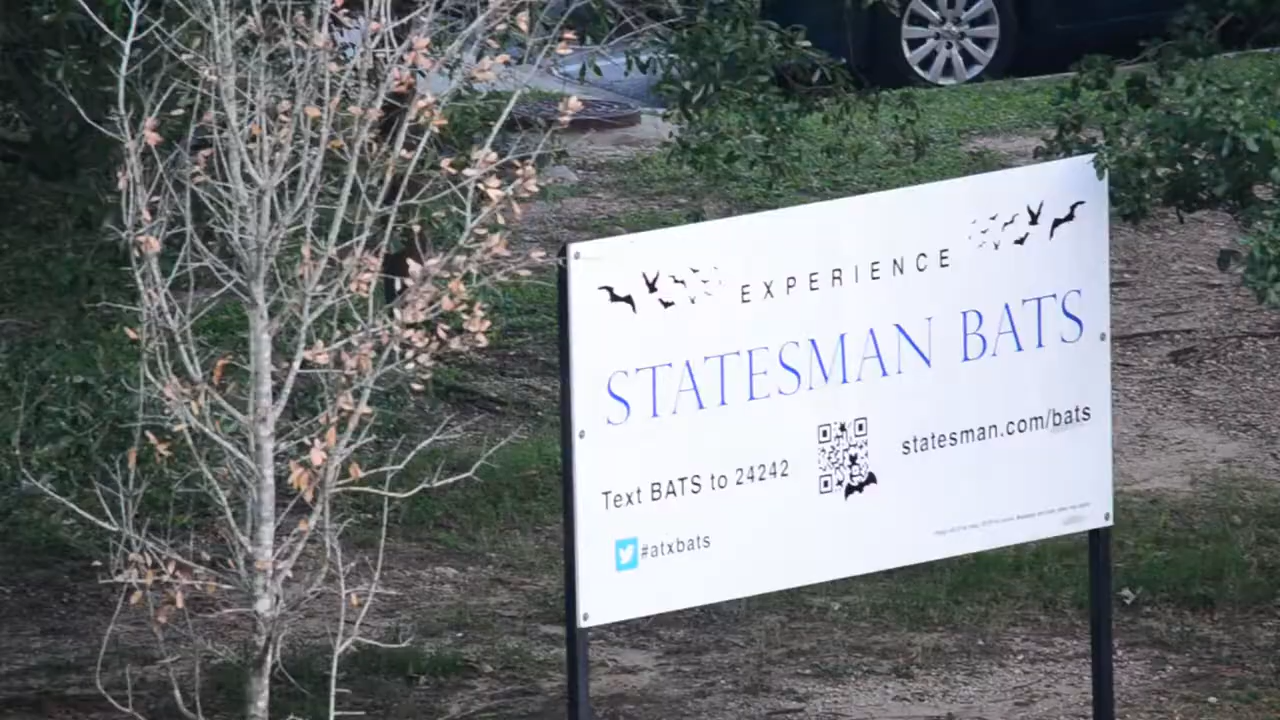 EXPERIENCE
STATESMAN BATS
Text BATS to 24242
statesman.com/bats
#atxbats